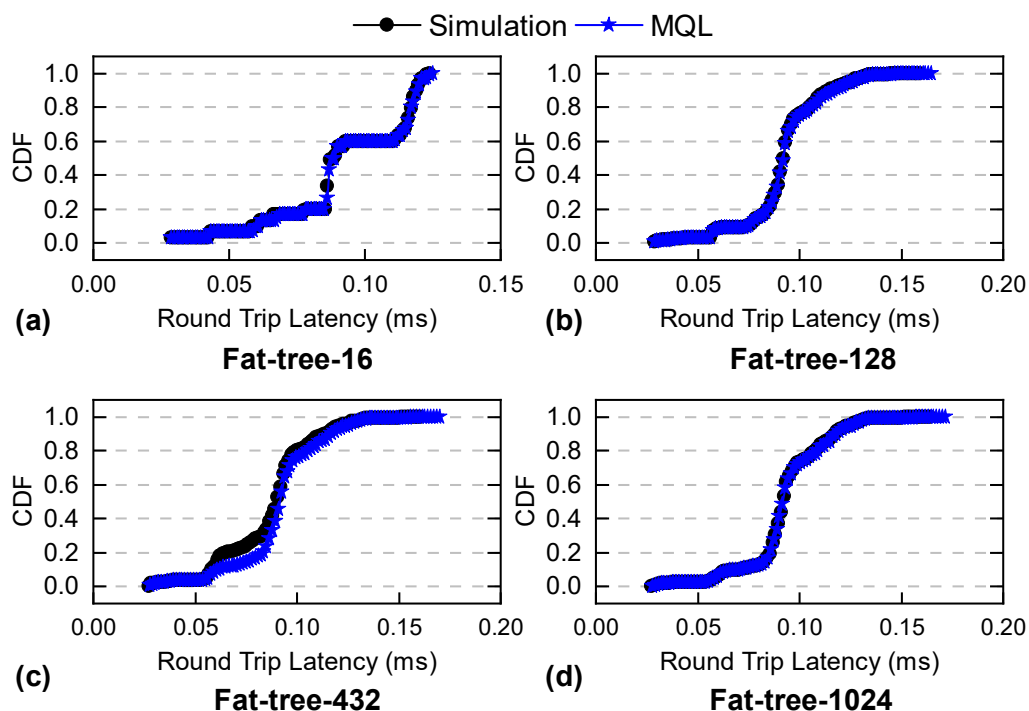 Simulation MQL
1.0
0.8
0.6
0.4
0.2
0.0
CDF
0.00 0.05 0.10 0.15
Round Trip Latency (ms)
(a)
Fat-tree-16
1.0
0.8
0.6
0.4
0.2
0.0
CDF
0.00 0.05 0.10 0.15 0.20
Round Trip Latency (ms)
(b)
Fat-tree-128
1.0
0.8
0.6
0.4
0.2
0.0
CDF
0.00 0.05 0.10 0.15 0.20
Round Trip Latency (ms)
(c)
Fat-tree-432
1.0
0.8
0.6
0.4
0.2
0.0
CDF
0.00 0.05 0.10 0.15 0.20
Round Trip Latency (ms)
(d)
Fat-tree-1024